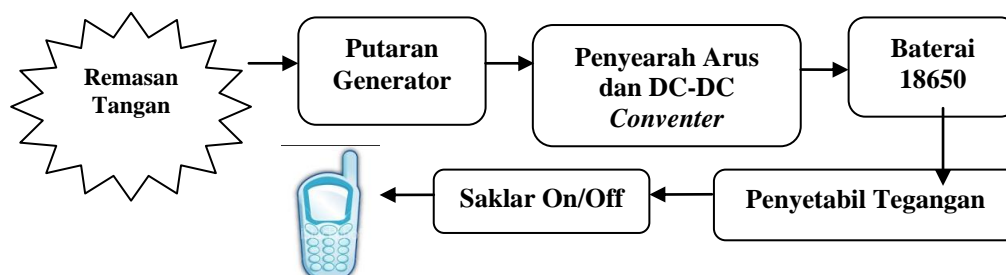 Remasan
Tangan
Putaran
Generator
Penyearah Arus
dan DC-DC
Conventer
Baterai
18650
Penyetabil Tegangan
Saklar On/Off